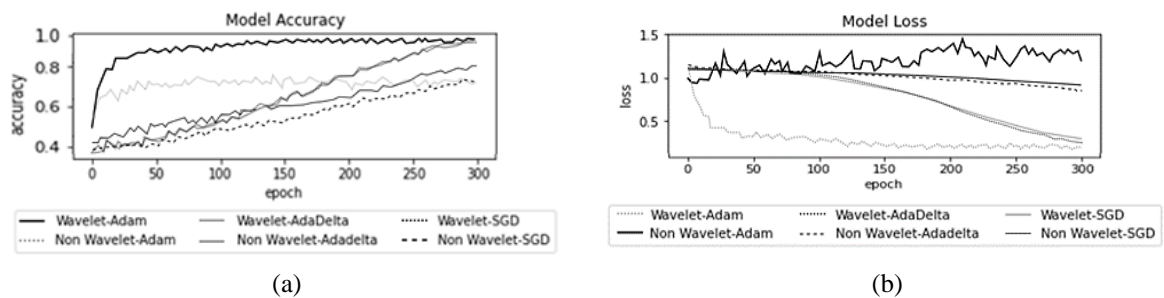 Model Accuracy
1.0
0.8
0.6
0.4
accuracy
0 50 100 150 200 250 300
epoch
Wavelet-Adam Wavelet-AdaDelta Wavelet-SGD
Non Wavelet-Adam Non Wavelet-Adadelta Non Wavelet-SGD
(a)
Model Loss
1.5
1.0
0.5
loss
0 50 100 150 200 250 300
epoch
Wavelet-Adam Wavelet-AdaDelta Wavelet-SGD
Non Wavelet-Adam Non Wavelet-Adadelta Non Wavelet-SGD
(b)